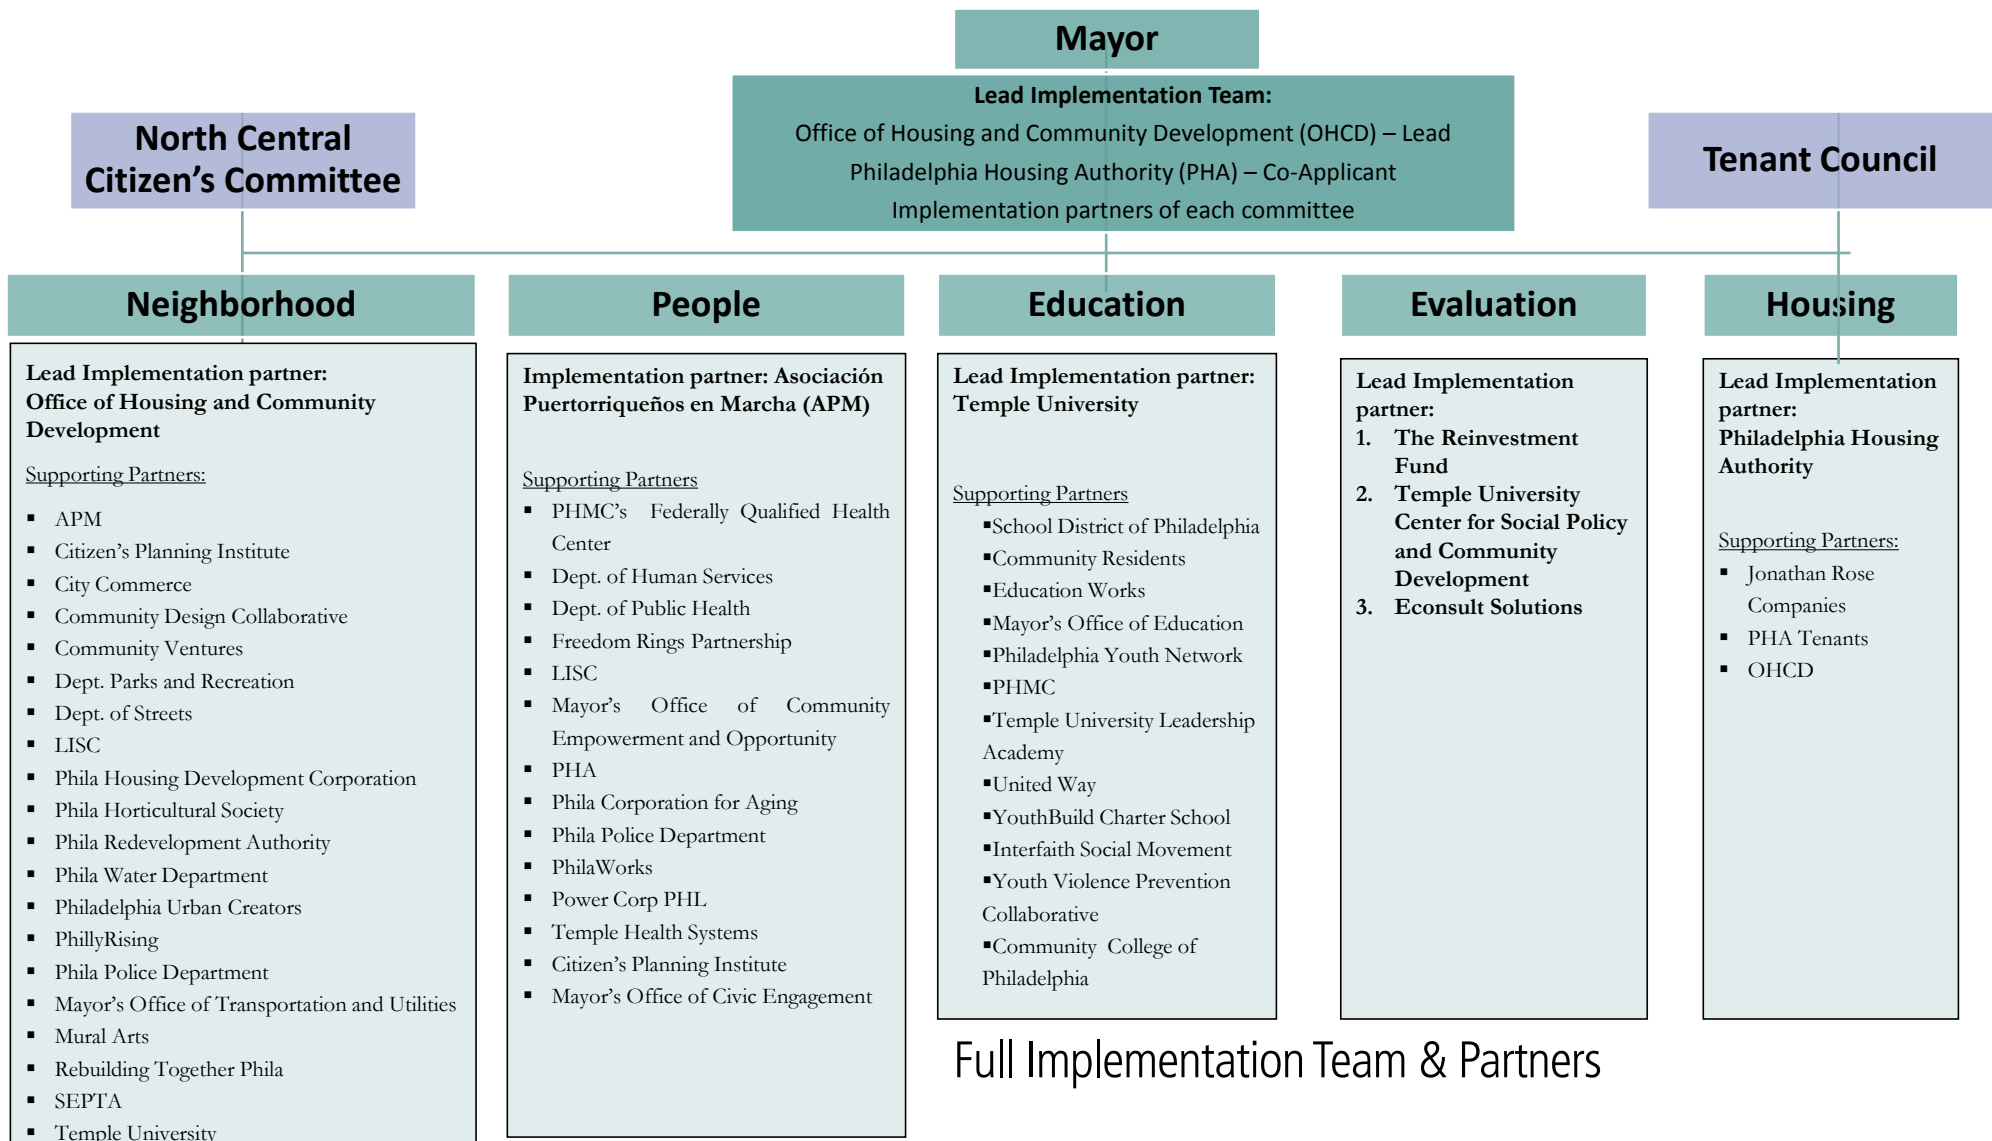 Mayor
Lead Implementation Team:
Office of Housing and Community Development (OHCD) – Lead
Philadelphia Housing Authority (PHA) – Co-Applicant
Implementation partners of each committee
North Central
Citizen’s Committee
Tenant Council
Neighborhood
Lead Implementation partner:
Office of Housing and Community
Development
Supporting Partners:
▪ APM
▪ Citizen’s Planning Institute
▪ City Commerce
▪ Community Design Collaborative
▪ Community Ventures
▪ Dept. Parks and Recreation
▪ Dept. of Streets
▪ LISC
▪ Phila Housing Development Corporation
▪ Phila Horticultural Society
▪ Phila Redevelopment Authority
▪ Phila Water Department
▪ Philadelphia Urban Creators
▪ PhillyRising
▪ Phila Police Department
▪ Mayor’s Office of Transportation and Utilities
▪ Mural Arts
▪ Rebuilding Together Phila
▪ SEPTA
▪ Temple University
People
Implementation partner: Asociación
Puertorriqueños en Marcha (APM)
Supporting Partners
▪ PHMC’s Federally Qualified Health
Center
▪ Dept. of Human Services
▪ Dept. of Public Health
▪ Freedom Rings Partnership
▪ LISC
▪ Mayor’s Office of Community
Empowerment and Opportunity
▪ PHA
▪ Phila Corporation for Aging
▪ Phila Police Department
▪ PhilaWorks
▪ Power Corp PHL
▪ Temple Health Systems
▪ Citizen’s Planning Institute
▪ Mayor’s Office of Civic Engagement
Education
Lead Implementation partner:
Temple University
Supporting Partners
▪School District of Philadelphia
▪Community Residents
▪Education Works
▪Mayor’s Office of Education
▪Philadelphia Youth Network
▪PHMC
▪Temple University Leadership
Academy
▪United Way
▪YouthBuild Charter School
▪Interfaith Social Movement
▪Youth Violence Prevention
Collaborative
▪Community College of
Philadelphia
Evaluation
Lead Implementation
partner:
1. The Reinvestment
Fund
2. Temple University
Center for Social Policy
and Community
Development
3. Econsult Solutions
Housing
Lead Implementation
partner:
Philadelphia Housing
Authority
Supporting Partners:
▪ Jonathan Rose
Companies
▪ PHA Tenants
▪ OHCD
Full Implementation Team & Partners